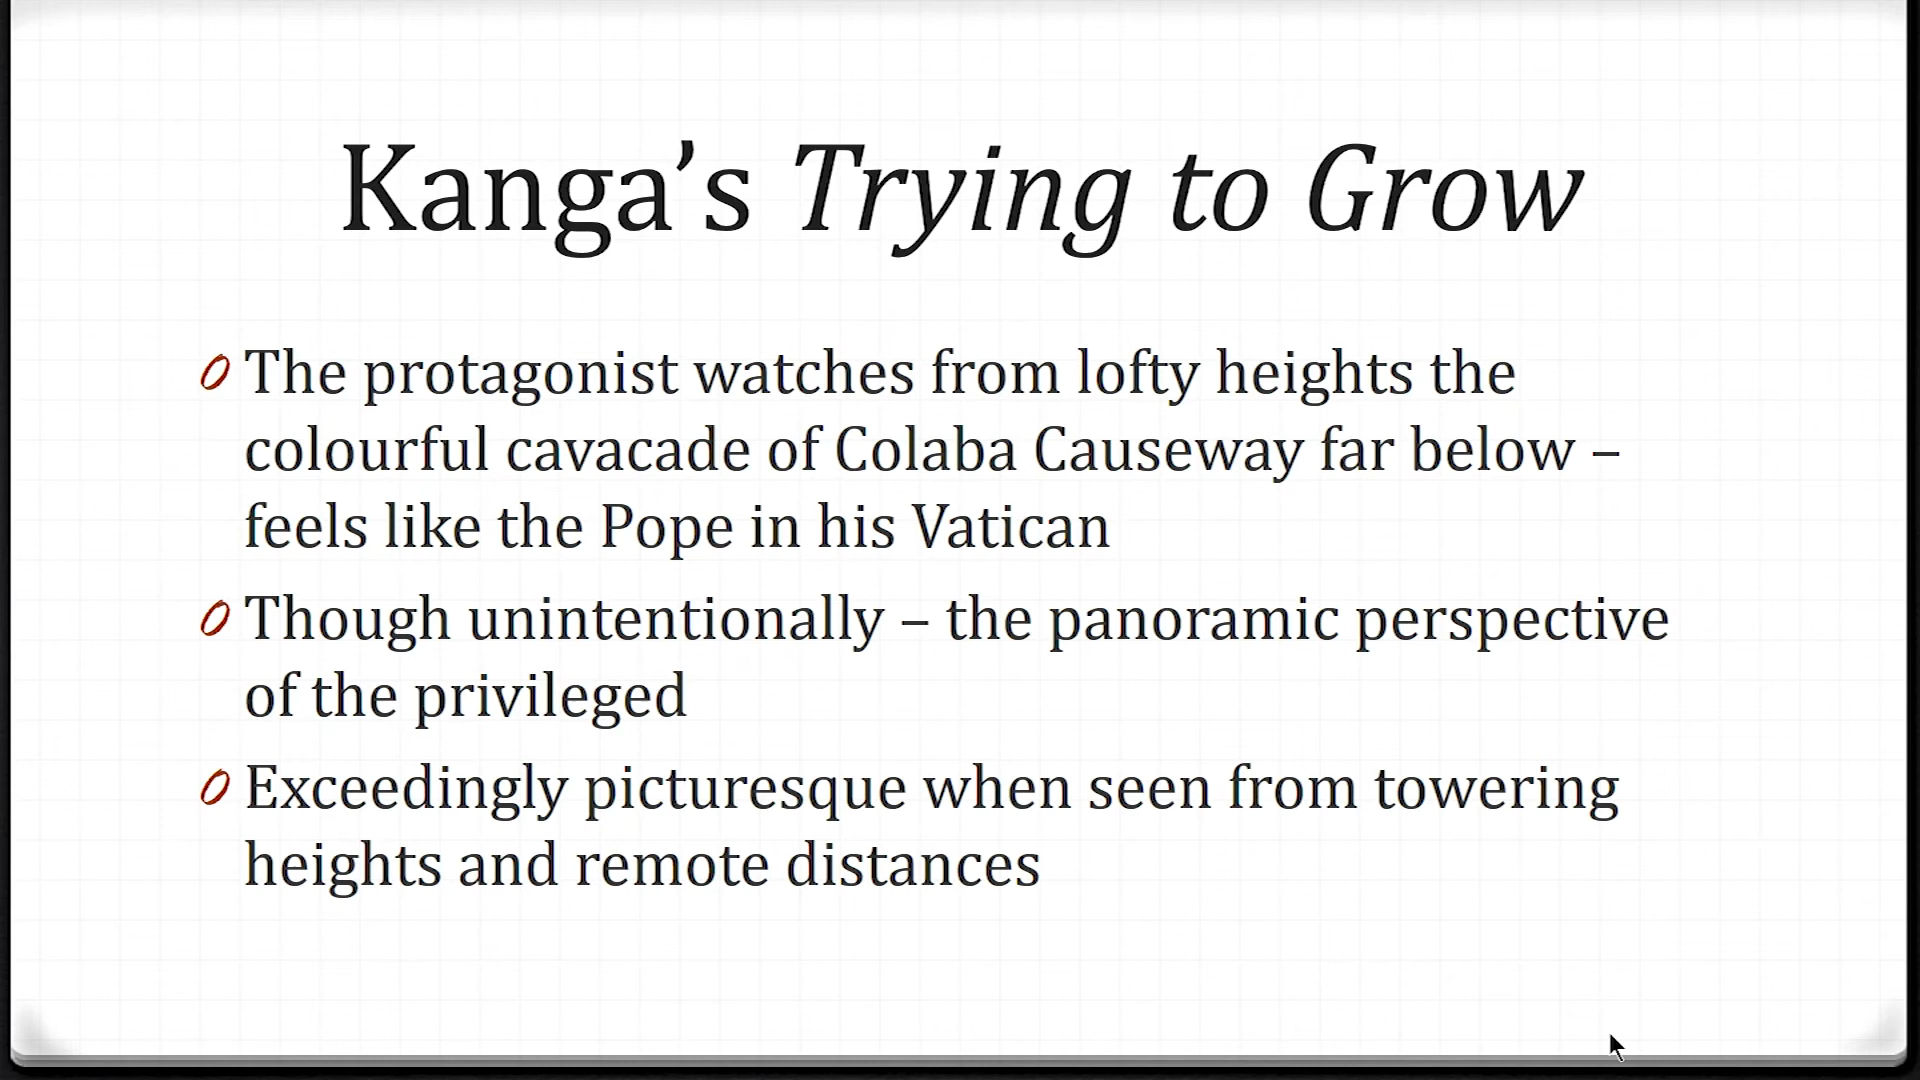 Kanga’s Trying to Grow
The protagonist watches from lofty heights the
colourful cavacade of Colaba Causeway far below –
feels like the Pope in his Vatican
Though unintentionally – the panoramic perspective
of the privileged
Exceedingly picturesque when seen from towering
heights and remote distances